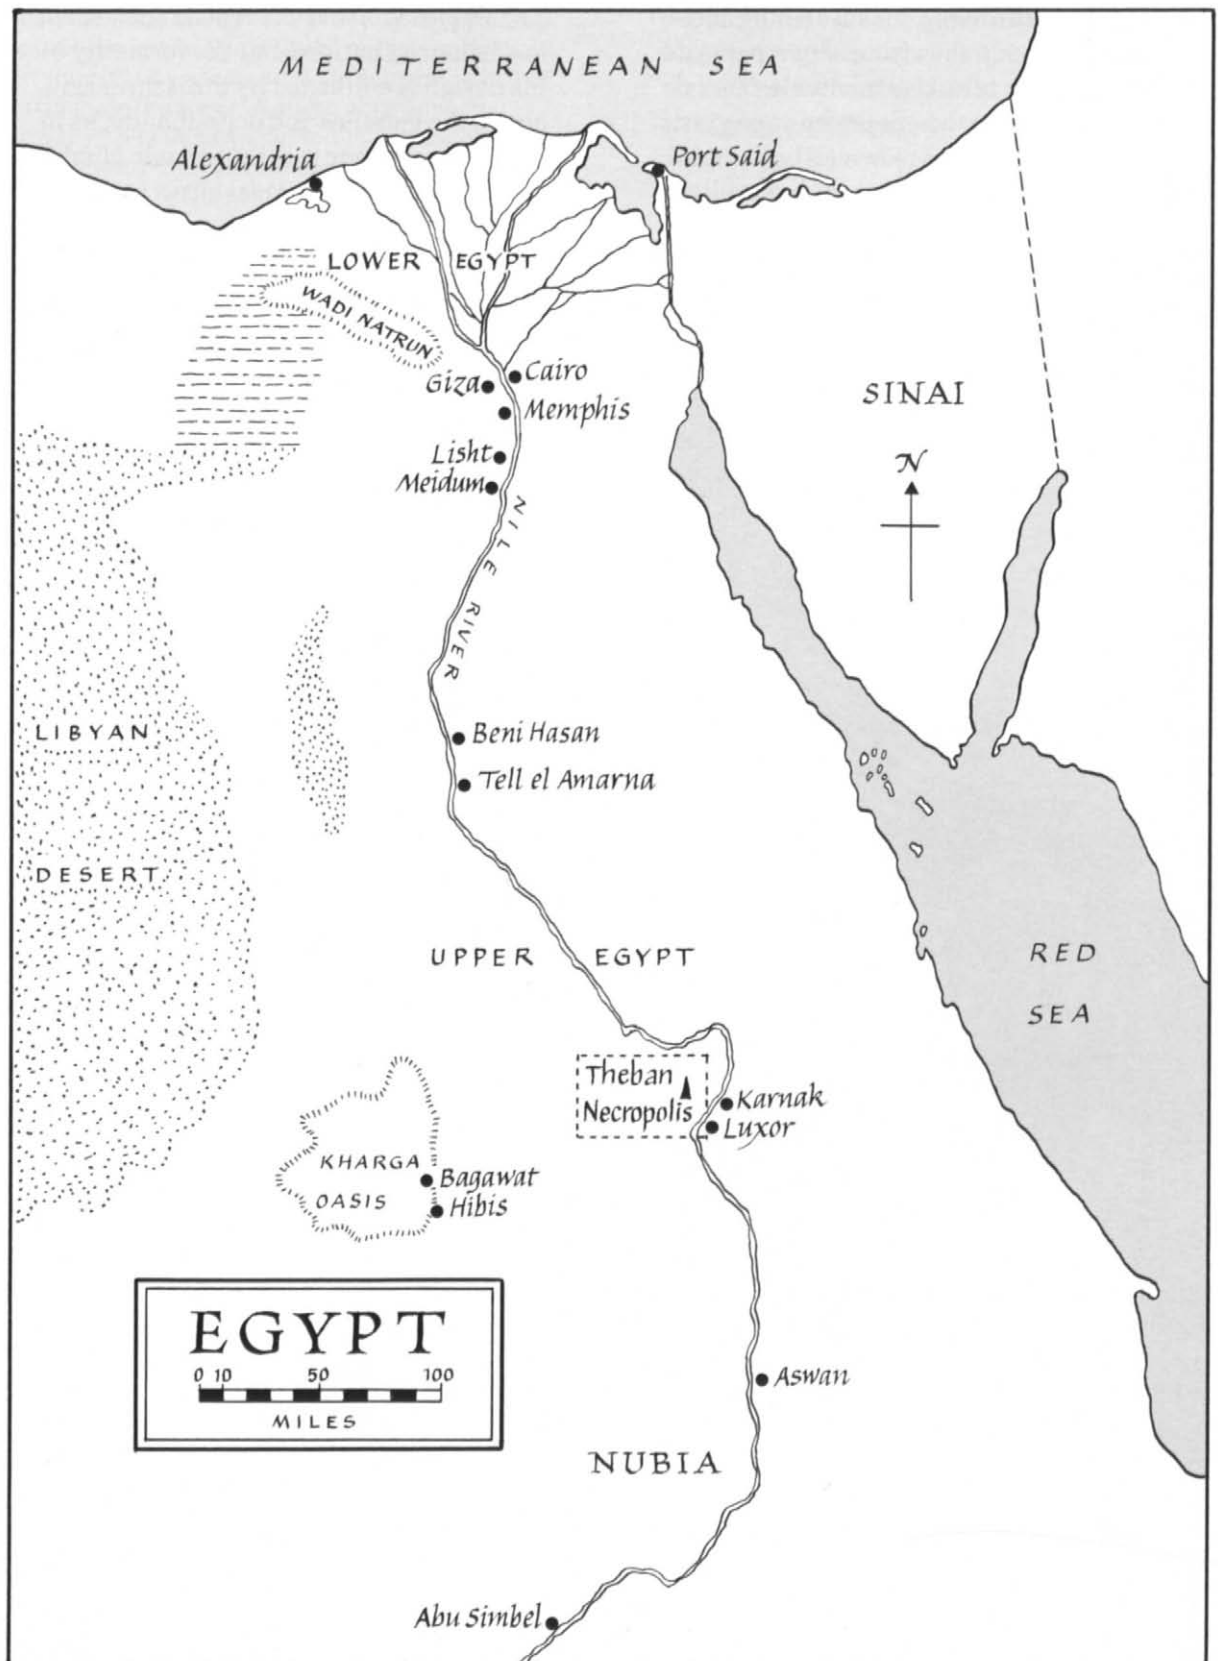 MEDITERRANEAN SEA
Alexandria
Port Said
LOWER EGYPT
WADI NATRUN
Cairo
Giza
Memphis
SINAI
Lisht
N
Meidum
NILE RIVER
LIBYAN
Beni Hasan
Tell el Amarna
DESERT
UPPER EGYPT
RED
SEA
Theban
Necropolis
Karnak
Luxor
KHARGA
OASIS
Bagawat
Hibis
EGYPT
0 10 50 100
MILES
Aswan
NUBIA
Abu Simbel